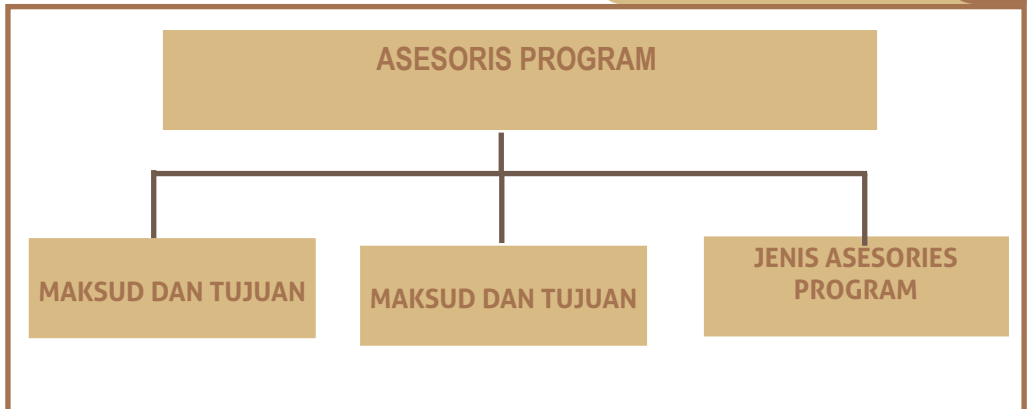 ASESORIS PROGRAM
MAKSUD DAN TUJUAN
MAKSUD DAN TUJUAN
JENIS ASESORIES
PROGRAM